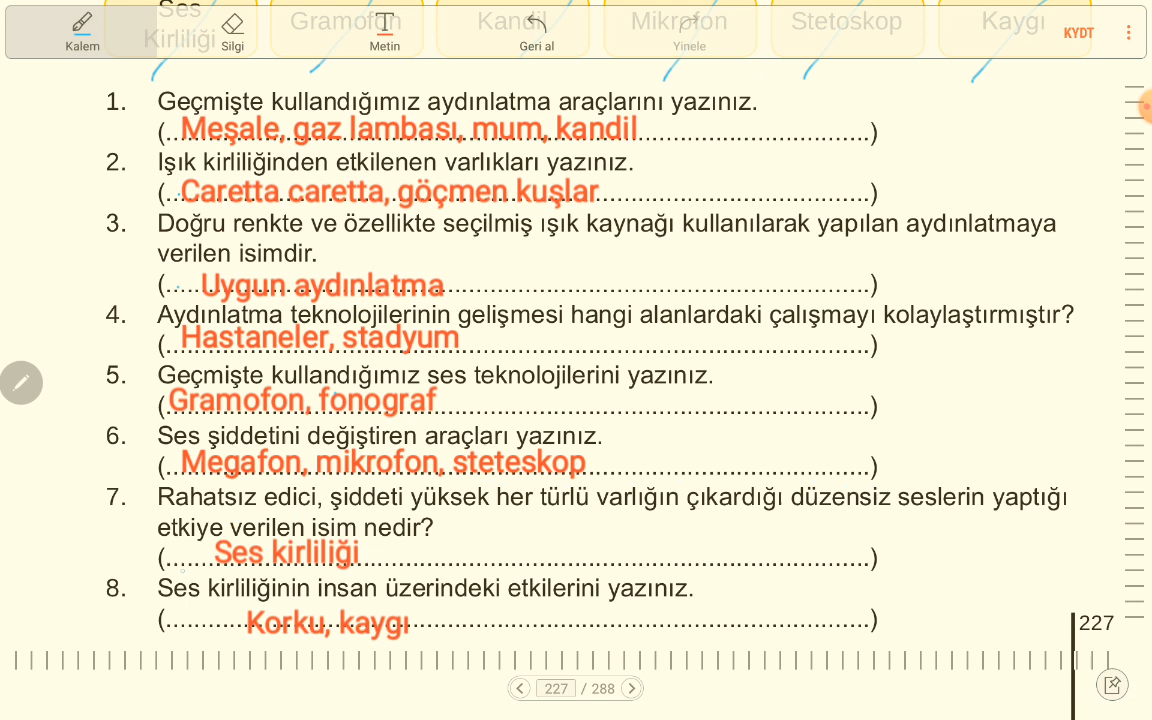 Ses
Gramofon
Kandil
Mikrofon
Stetoskop
Kaygı
Kirliliği
Kalem
Silgi
Metin
Geri al
Yinele
KYDT
1. Geçmişte kullandığımız aydınlatma araçlarını yazınız.
(..Meşale, gaz lambası, mum, kandil..........)
2. Işık kirliliğinden etkilenen varlıkları yazınız.
(..Caretta caretta, göçmen kuşlar..........)
3. Doğru renkte ve özellikte seçilmiş ışık kaynağı kullanılarak yapılan aydınlatmaya
verilen isimdir.
(.....Uygun aydınlatma..........)
4. Aydınlatma teknolojilerinin gelişmesi hangi alanlardaki çalışmayı kolaylaştırmıştır?
(..Hastaneler, stadyum..........)
5. Geçmişte kullandığımız ses teknolojilerini yazınız.
(Gramofon, fonograf..........)
6. Ses şiddetini değiştiren araçları yazınız.
(..Megafon, mikrofon, steteskop..........)
7. Rahatsız edici, şiddeti yüksek her türlü varlığın çıkardığı düzensiz seslerin yaptığı
etkiye verilen isim nedir?
(......Ses kirliliği..........)
8. Ses kirliliğinin insan üzerindeki etkilerini yazınız.
(.........Korku, kaygı..........)
227
227 / 288